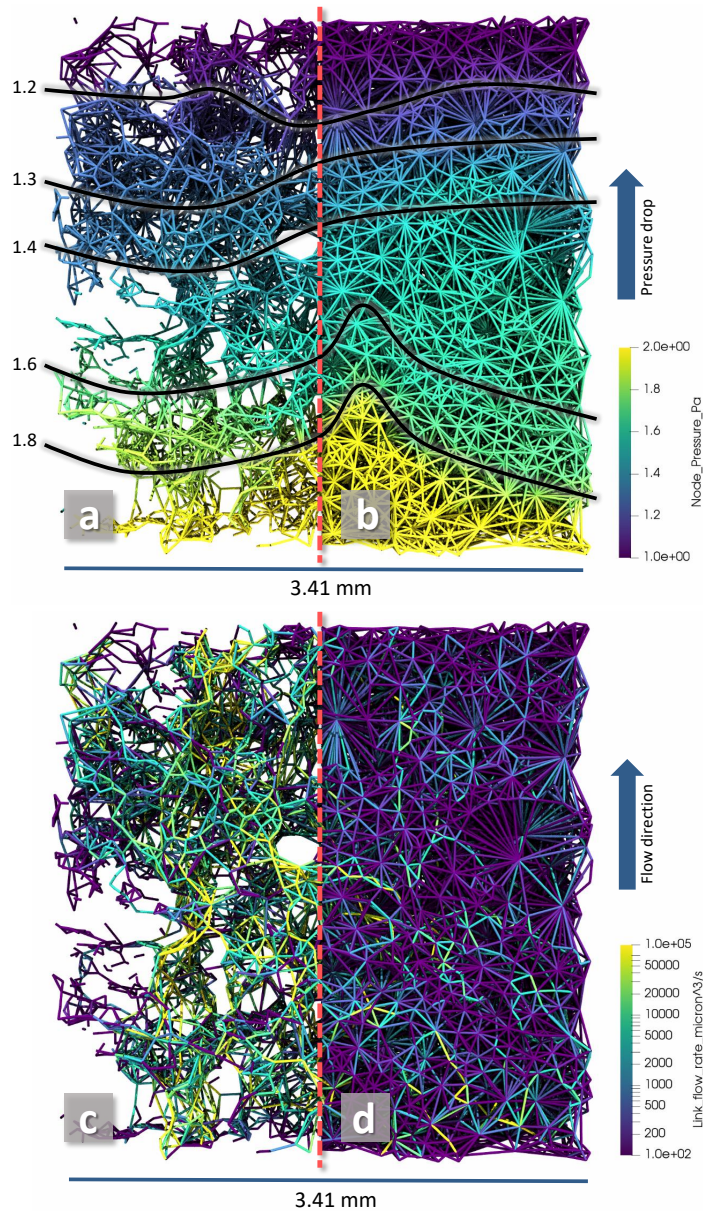 1.2
1.3
1.4
1.6
1.8
a
b
Pressure drop
2.0e+00
1.8
1.6
1.4
1.2
1.0e+00
Node_Pressure_Pa
3.41 mm
c
d
Flow direction
1.0e+05
50000
20000
10000
5000
2000
1000
500
200
1.0e+02
Link_flow_rate_micron^3/s
3.41 mm